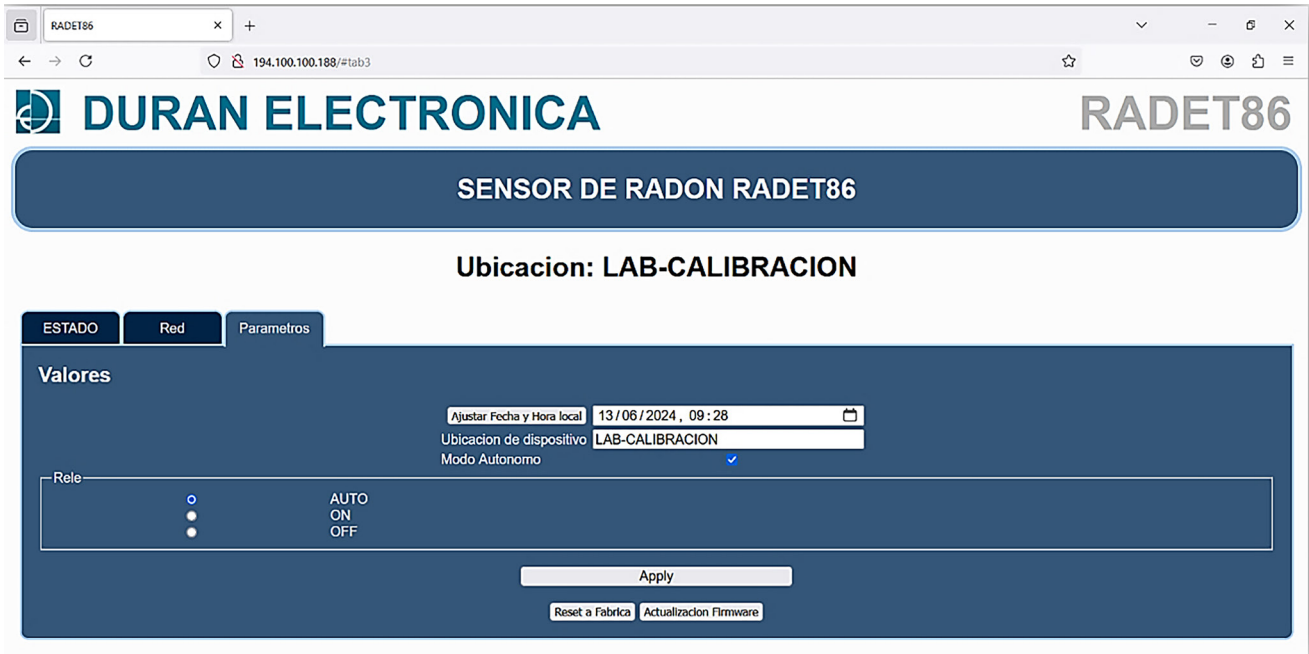 RADET86
194.100.100.188/#tab3
DURAN ELECTRONICA
RADET86
SENSOR DE RADON RADET86
Ubicacion: LAB-CALIBRACION
ESTADO Red Parametros
Valores
Ajustar Fecha y Hora local 13/06/2024, 09:28
Ubicacion de dispositivo LAB-CALIBRACION
Modo Autonomo
Rele
AUTO
ON
OFF
Apply
Reset a Fabrica Actualizacion Firmware